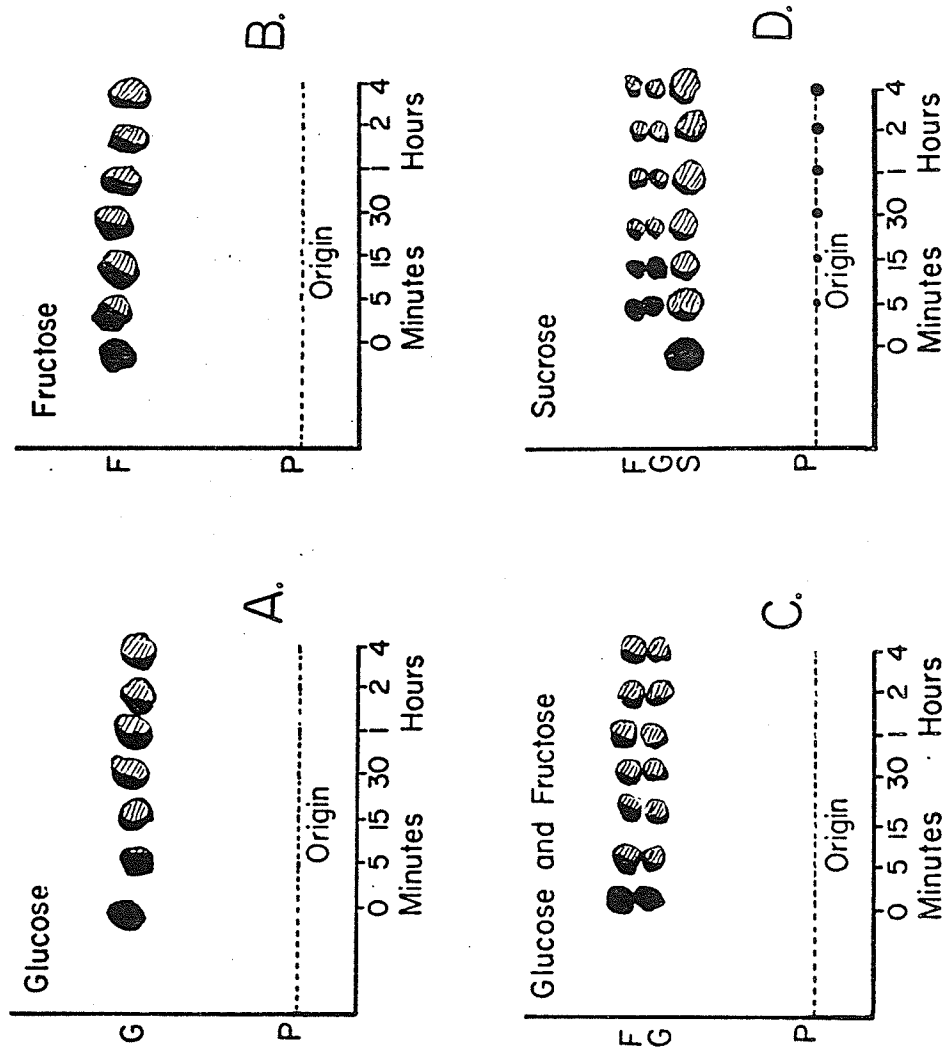 Glucose
G
P
Origin
0 5 15 30 1 2 4
Minutes Hours
A.
Fructose
F
P
Origin
0 5 15 30 1 2 4
Minutes Hours
B.
Glucose and Fructose
F
G
P
Origin
0 5 15 30 1 2 4
Minutes Hours
C.
Sucrose
F
G
S
P
Origin
0 5 15 30 1 2 4
Minutes Hours
D.